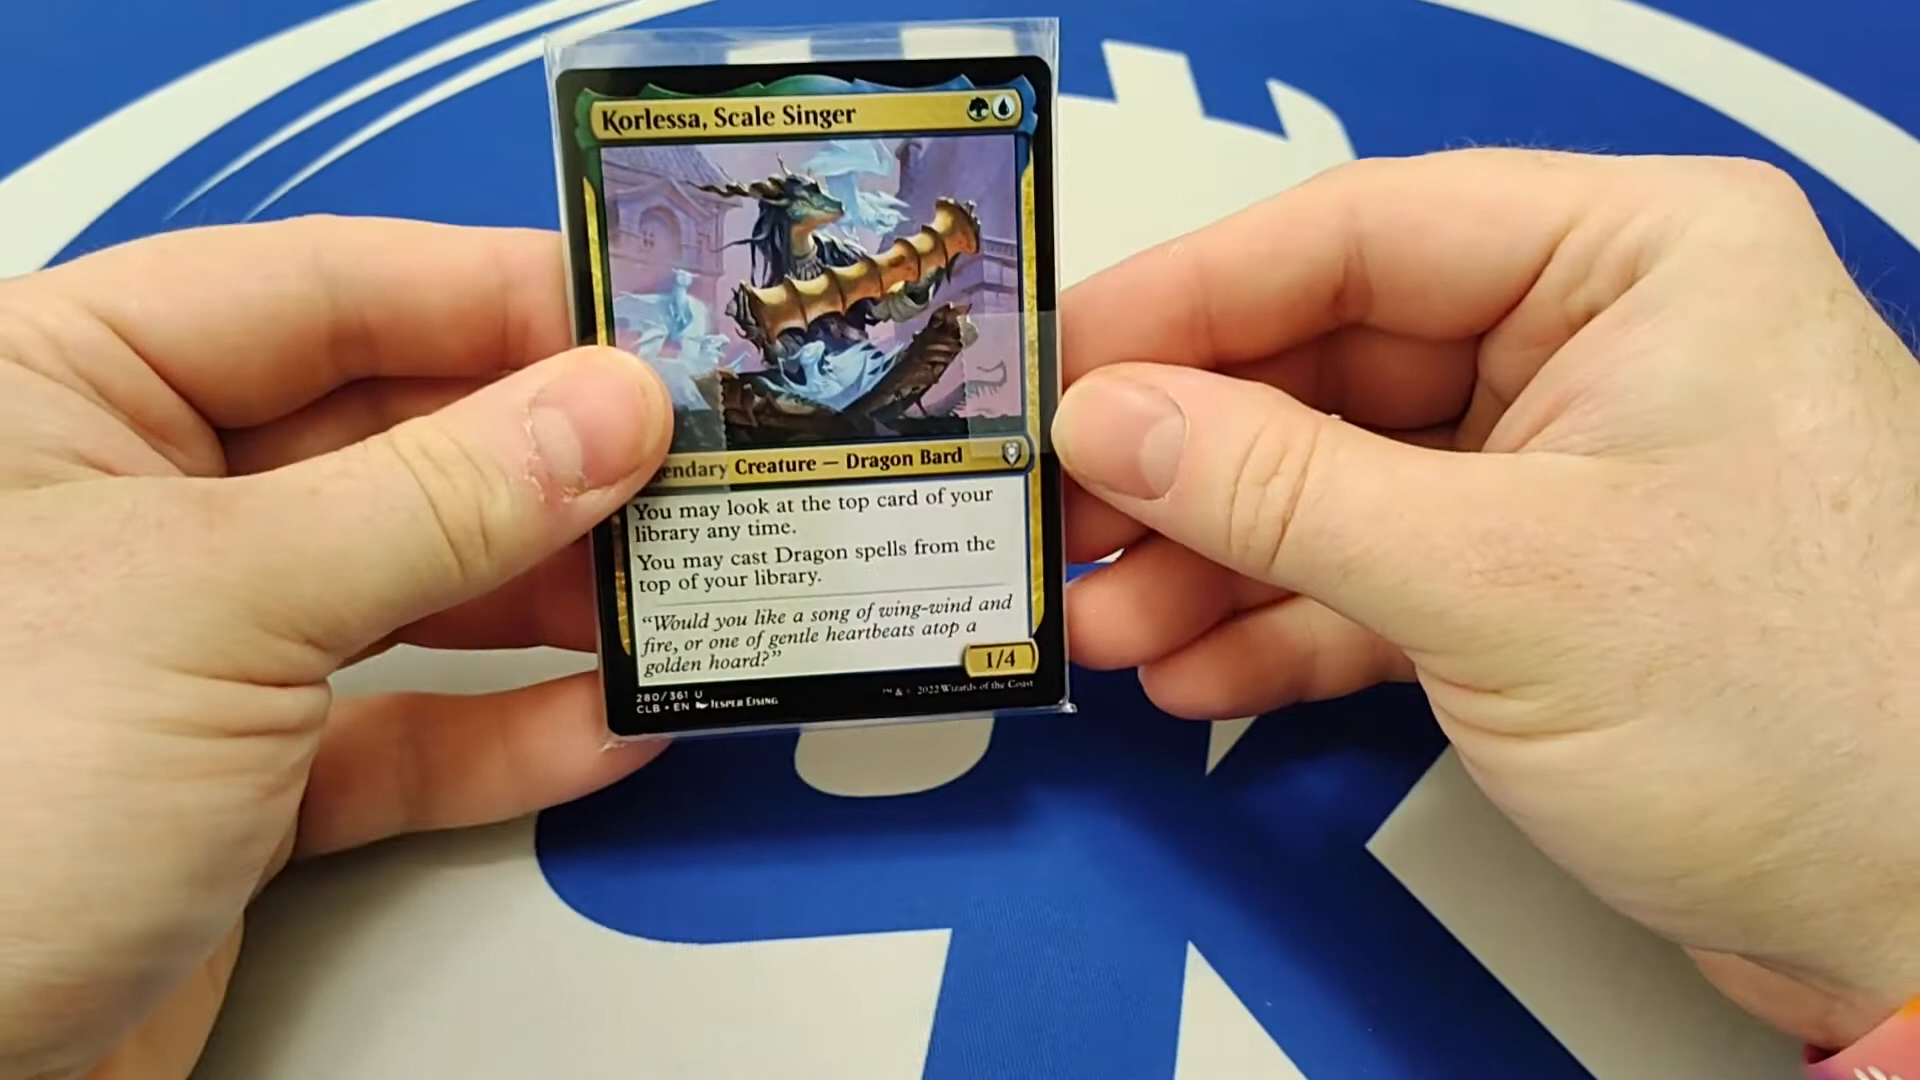 Korlessa, Scale Singer
endary Creature — Dragon Bard
You may look at the top card of your
library any time.
You may cast Dragon spells from the
top of your library.
“Would you like a song of wing-wind and
fire, or one of gentle heartbeats atop a
golden hoard?”
1/4
280/361 U
CLB • EN Jesper Eising
™ & © 2022 Wizards of the Coast